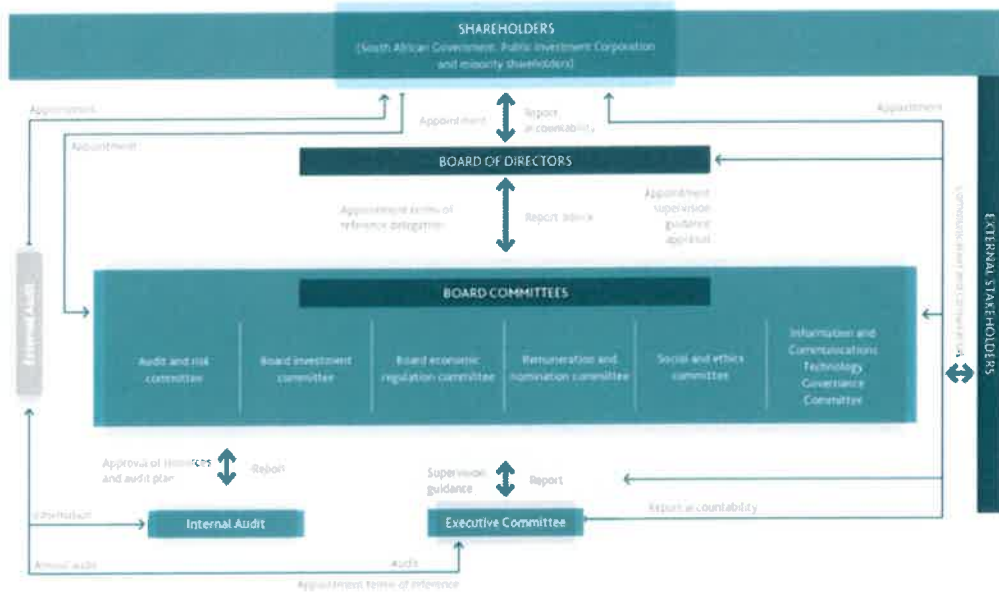 SHAREHOLDERS
(South African Government, Public Investment Corporation
and minority shareholders)
Appointment
Appointment
Appointment
Report,
accountability
Appointment
BOARD OF DIRECTORS
Appointment terms of
reference delegation
Report advice
Appointment
supervision
guidance
appraisal
EXTERNAL STAKEHOLDERS
External Audit
BOARD COMMITTEES
Audit and risk
committee
Board investment
committee
Board economic
regulation committee
Remuneration and
nomination committee
Social and ethics
committee
Information and
Communications
Technology
Governance
Committee
Approval of
and audit plan
Report
Supervision
guidance
Report
Internal Audit
Executive Committee
Report accountability
Annual audit
Audit
Appointment terms of reference